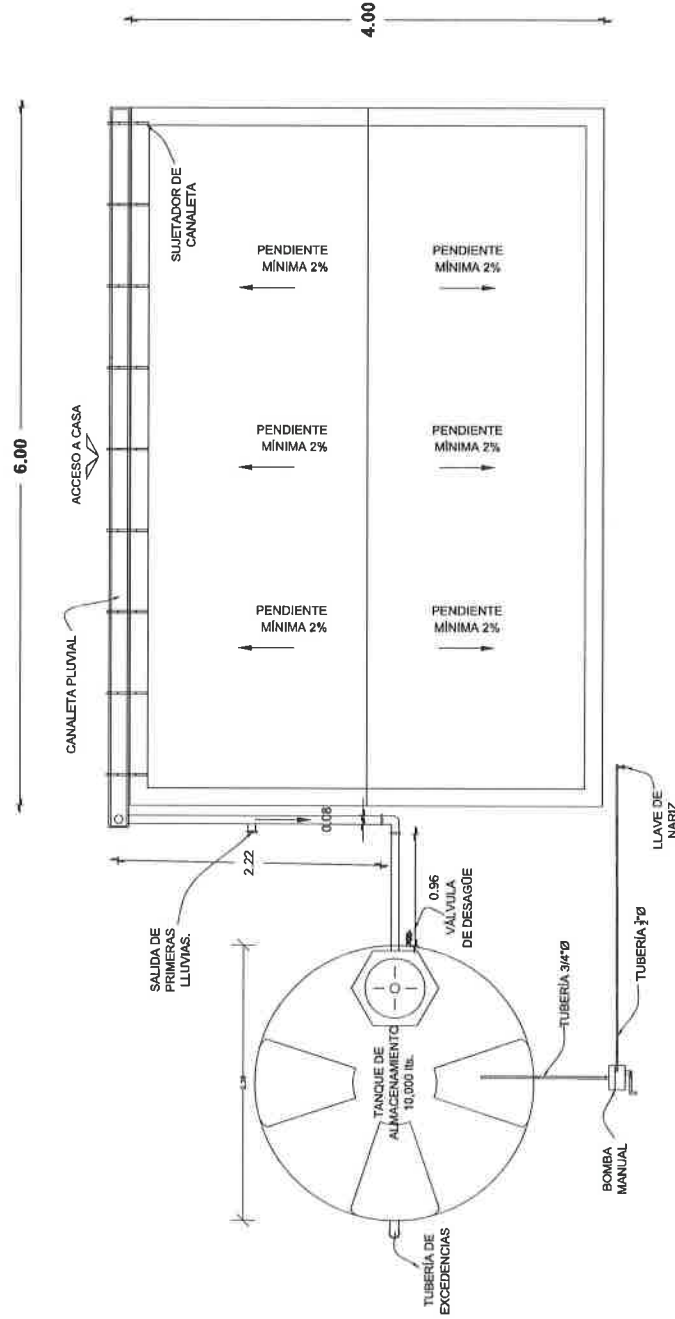 4.00
6.00
SUJETADOR DE
CANALETA
ACCESO A CASA
CANALETA PLUVIAL
PENDIENTE
MÍNIMA 2%
PENDIENTE
MÍNIMA 2%
PENDIENTE
MÍNIMA 2%
PENDIENTE
MÍNIMA 2%
PENDIENTE
MÍNIMA 2%
PENDIENTE
MÍNIMA 2%
2.22
0.08
SALIDA DE
PRIMERAS
LLUVIAS.
0.96
VÁLVULA
DE DESAGÜE
LLAVE DE
NARIZ
TANQUE DE
ALMACENAMIENTO
10,000 lts.
TUBERÍA 3/4"Ø
TUBERÍA
BOMBA
MANUAL
TUBERÍA DE
EXCEDENCIAS